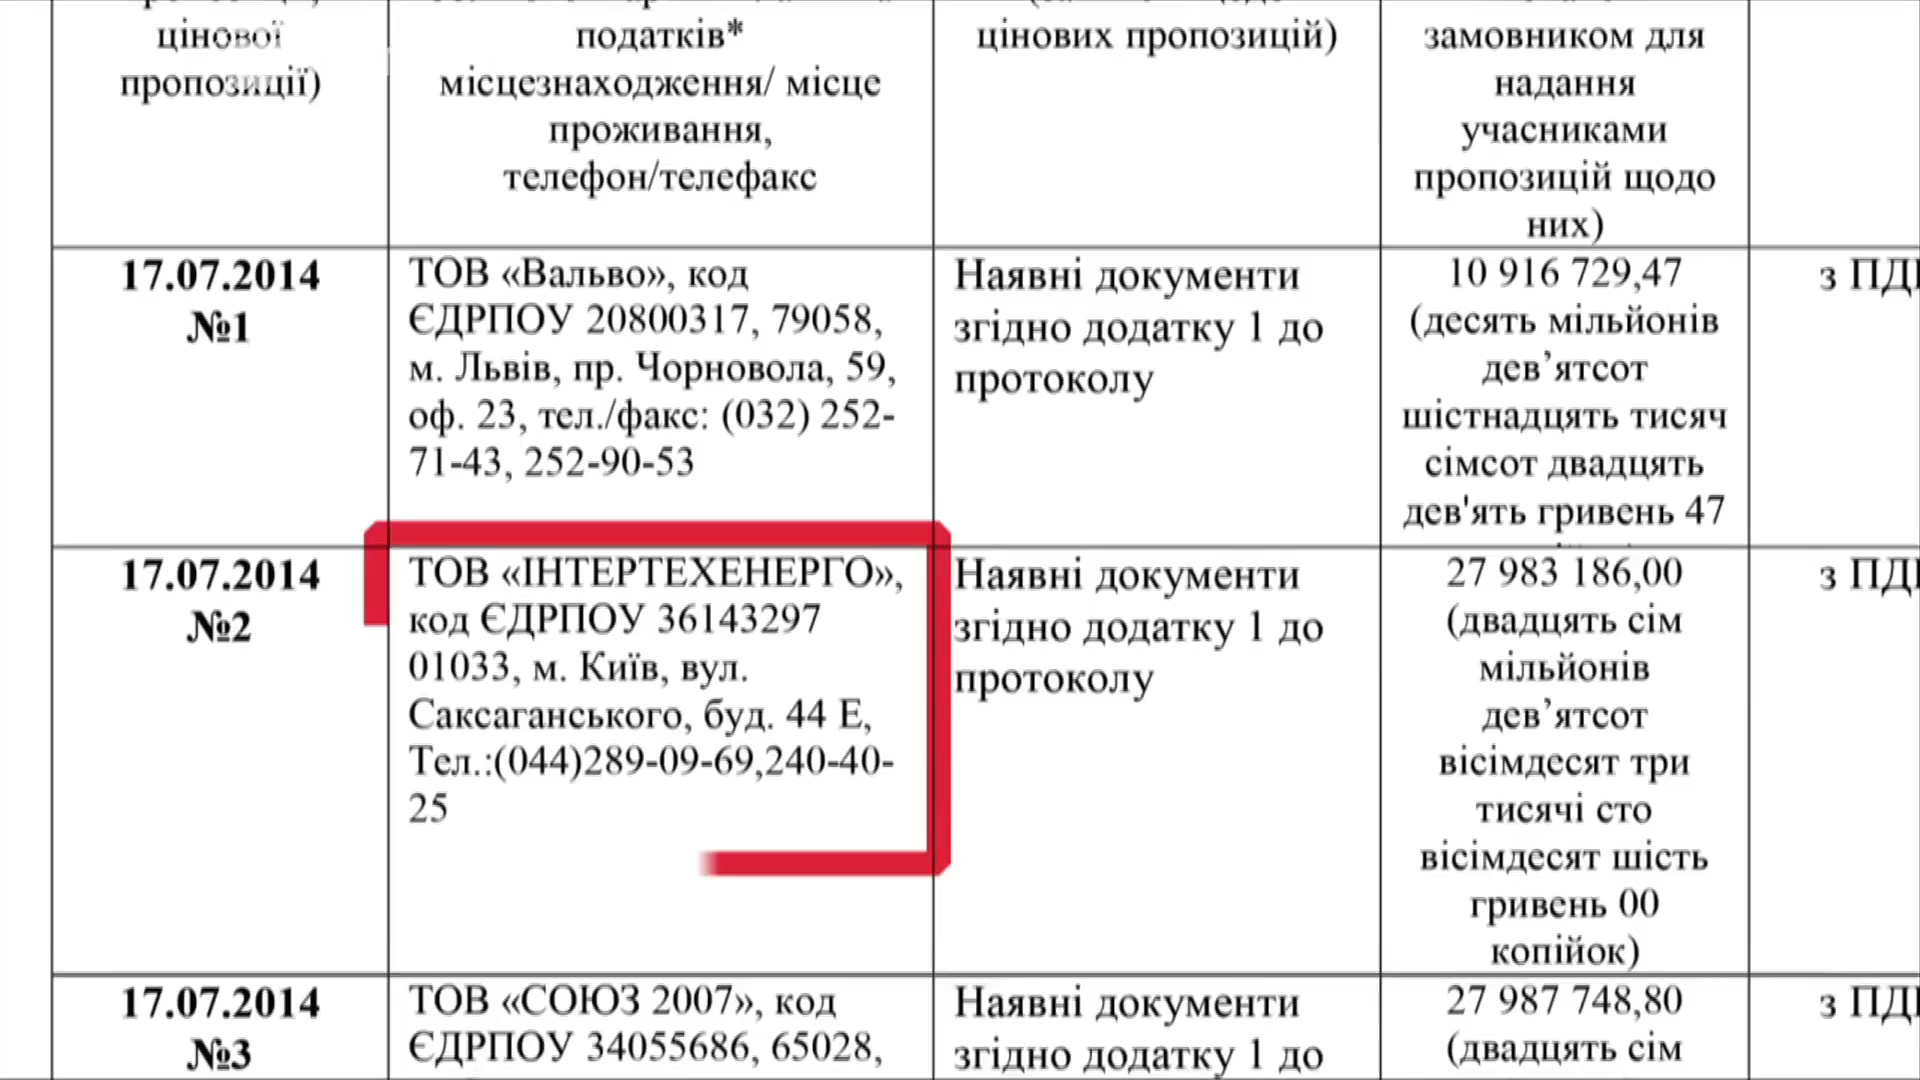 цінової
пропозиції)
податків*
місцезнаходження/ місце
проживання,
телефон/телефакс
цінових пропозицій)
замовником для
надання
учасниками
пропозицій щодо
них)
17.07.2014
№1
ТОВ «Вальво», код
ЄДРПОУ 20800317, 79058,
м. Львів, пр. Чорновола, 59,
оф. 23, тел./факс: (032) 252-
71-43, 252-90-53
Наявні документи
згідно додатку 1 до
протоколу
10 916 729,47
(десять мільйонів
дев’ятсот
шістнадцять тисяч
сімсот двадцять
дев'ять гривень 47
з ПД
17.07.2014
№2
ТОВ «ІНТЕРТЕХЕНЕРГО»,
код ЄДРПОУ 36143297
01033, м. Київ, вул.
Саксаганського, буд. 44 Е,
Тел.:(044)289-09-69,240-40-
25
Наявні документи
згідно додатку 1 до
протоколу
27 983 186,00
(двадцять сім
мільйонів
дев’ятсот
вісімдесят три
тисячі сто
вісімдесят шість
гривень 00
копійок)
з ПД
17.07.2014
№3
ТОВ «СОЮЗ 2007», код
ЄДРПОУ 34055686, 65028,
Наявні документи
згідно додатку 1 до
27 987 748,80
(двадцять сім
з ПД